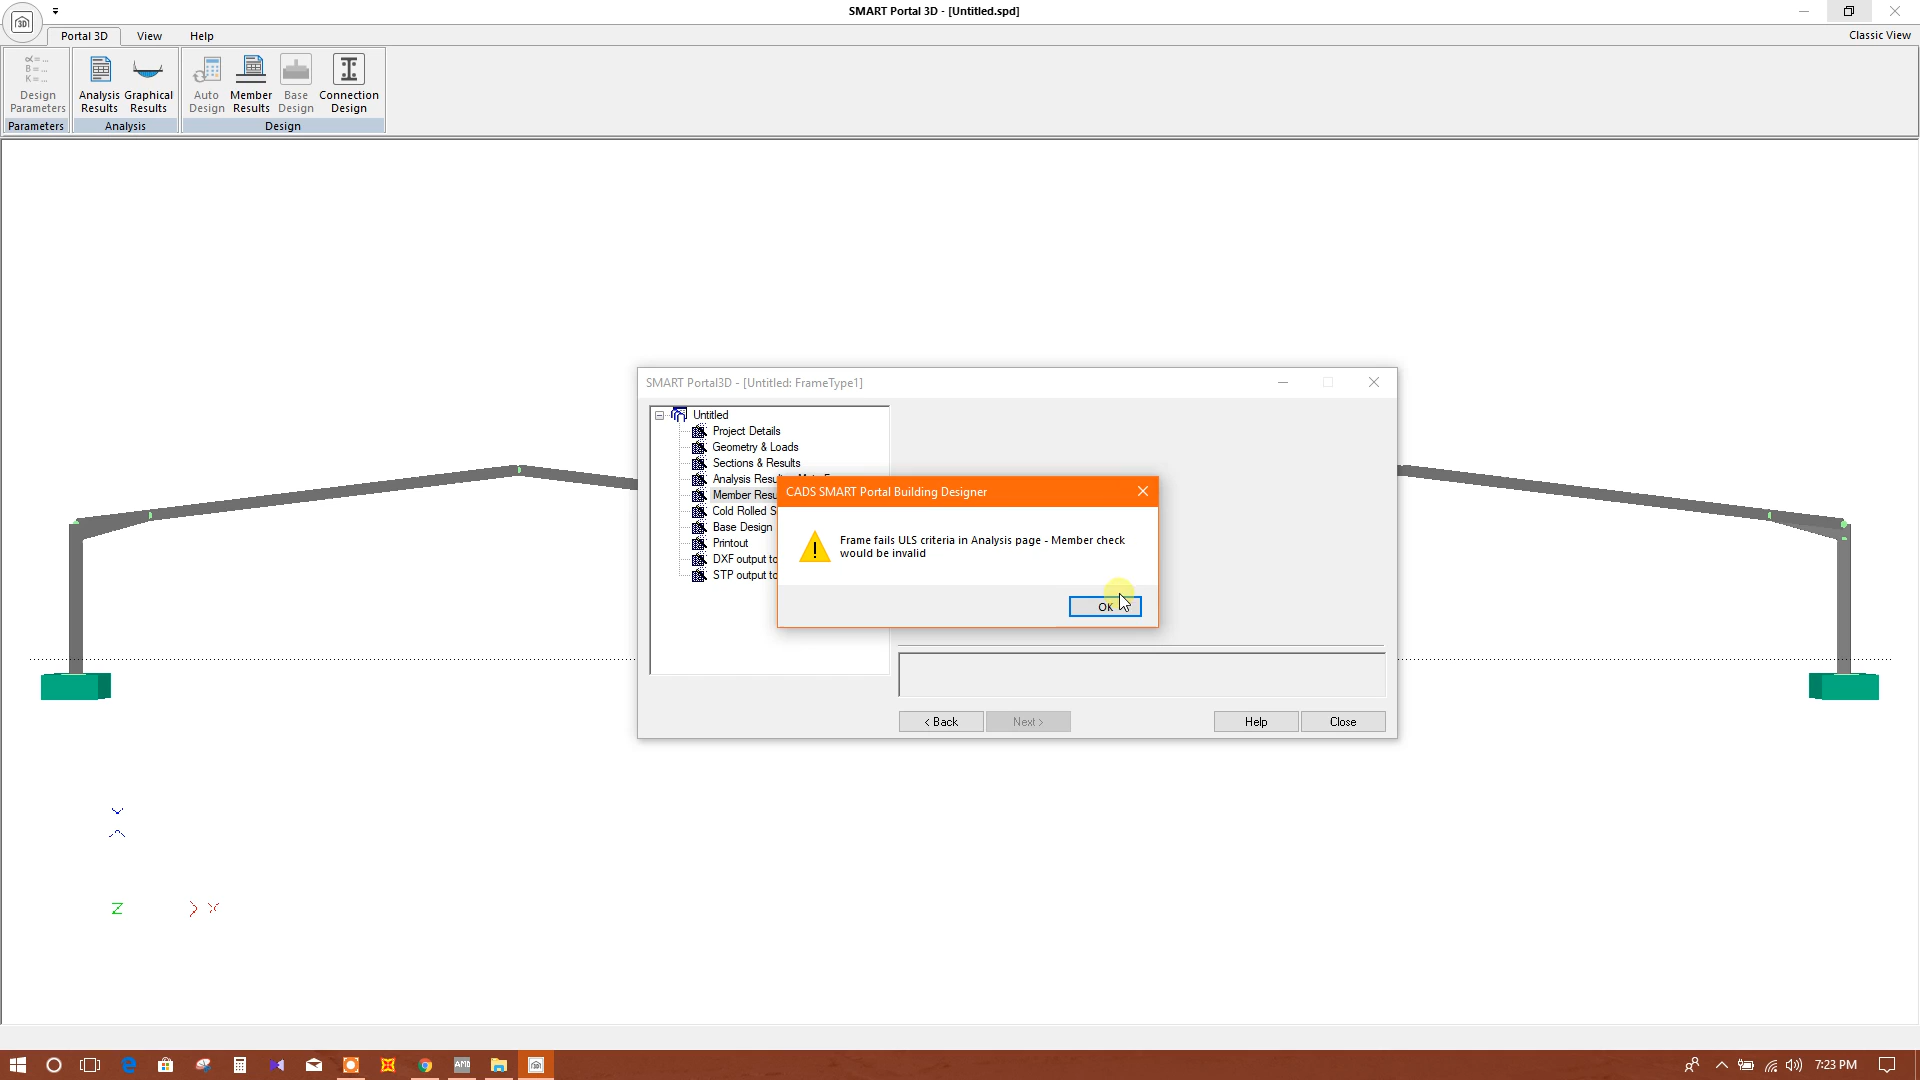 SMART Portal 3D - [Untitled.spd]
3D
Portal 3D
View
Help
Classic View
α=...
B=...
K=...
Design
Parameters
Analysis
Results
Graphical
Results
Auto
Design
Member
Results
Base
Design
Connection
Design
Parameters
Analysis
Design
SMART Portal3D - [Untitled: FrameType1]
Untitled
Project Details
Geometry & Loads
Sections & Results
Analysis Resu
Member Resu
Cold Rolled S
Base Design
Printout
DXF output to
STP output to
CADS SMART Portal Building Designer
Frame fails ULS criteria in Analysis page - Member check
would be invalid
OK
< Back
Next >
Help
Close
Z
X
7:23 PM